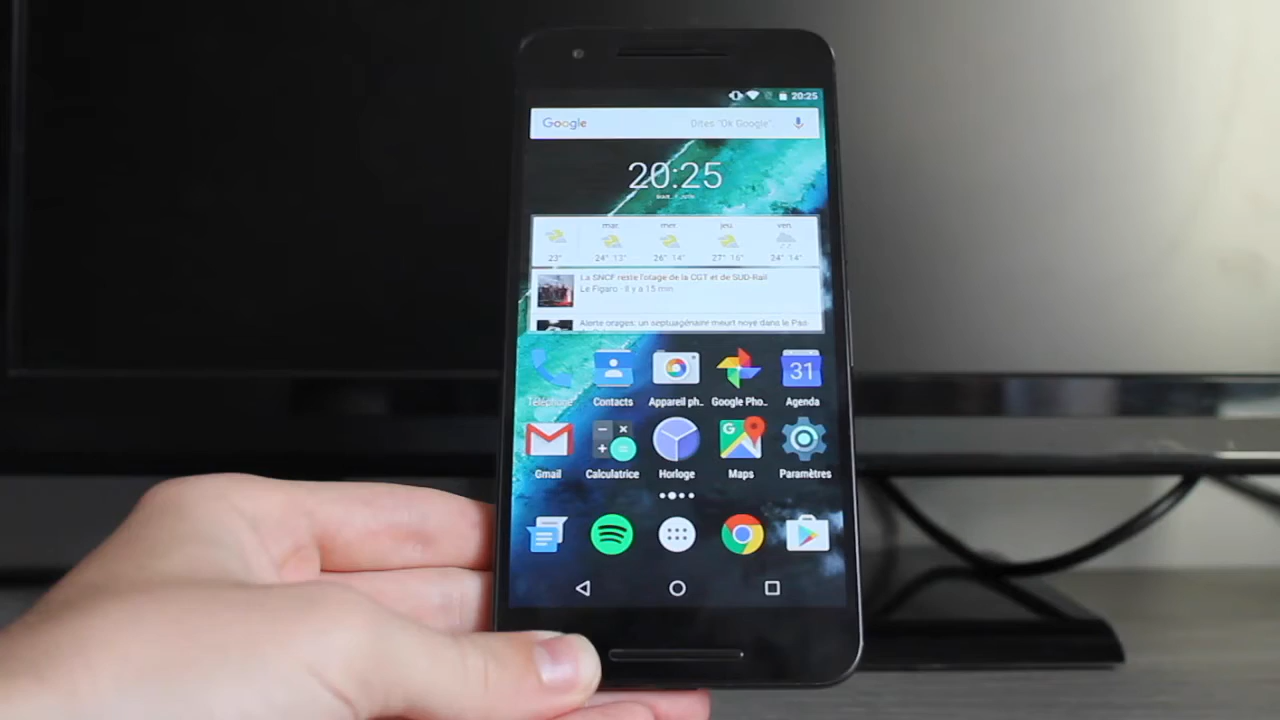 20:25
Google Dites "Ok Google"
20:25
mar. mer. jeu. ven.
23° 24° 13° 26° 14° 27° 16° 24° 14°
La SNCF reste l'otage de la CGT et de SUD-Rail
Le Figaro - Il y a 15 min
Alerte orages: un septuagénaire meurt noyé dans le Pas-
Téléphone Contacts Appareil ph.. Google Pho.. Agenda
31
Gmail Calculatrice Horloge Maps Paramètres